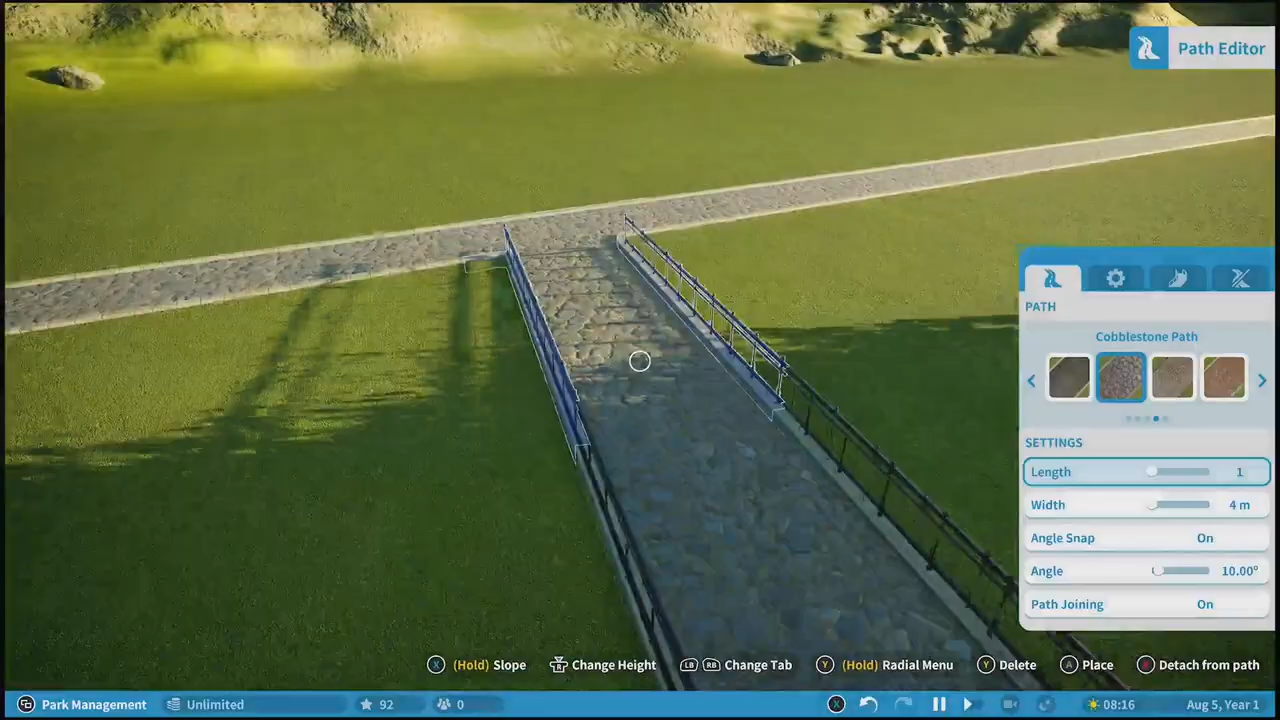 Path Editor
PATH
Cobblestone Path
SETTINGS
Length 1
Width 4 m
Angle Snap On
Angle 10.00°
Path Joining On
X (Hold) Slope R Change Height LB RB Change Tab Y (Hold) Radial Menu Y Delete A Place Detach from path
Park Management Unlimited 92 0 X 08:16 Aug 5, Year 1